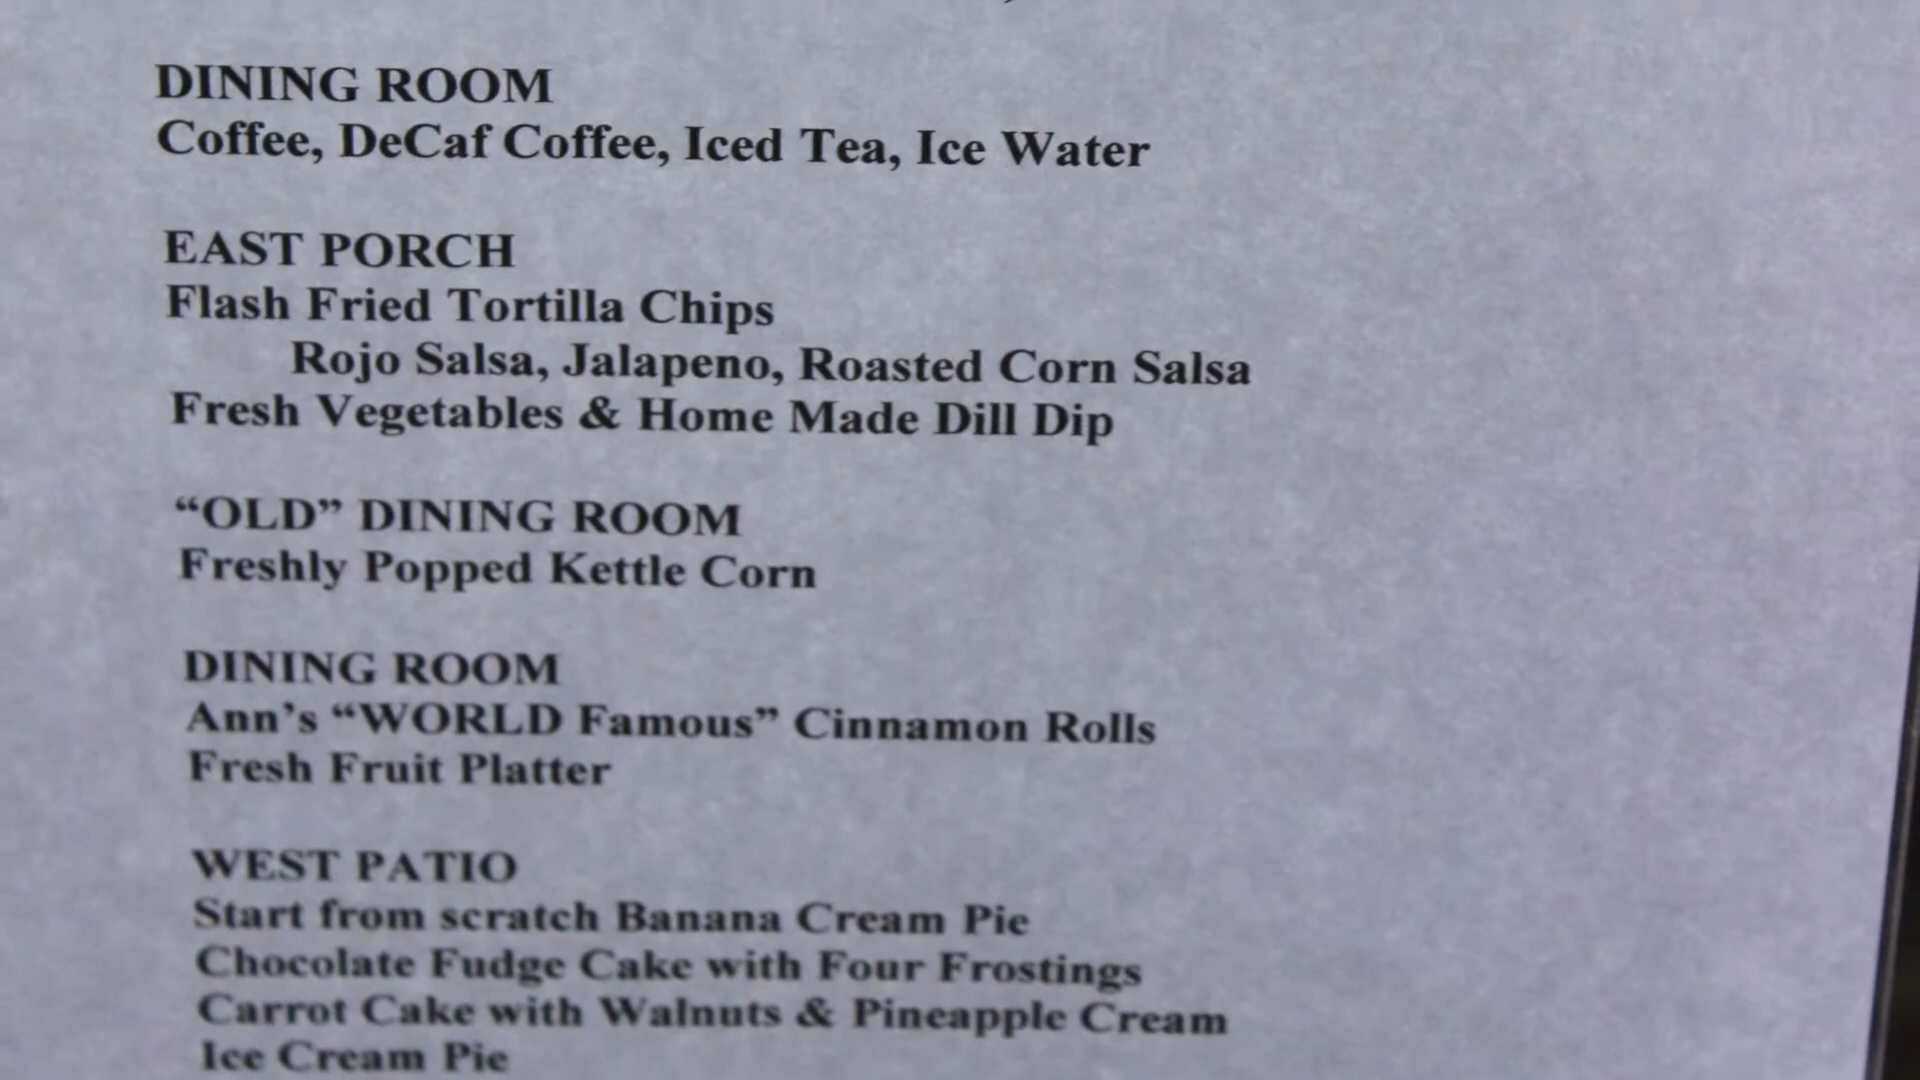 DINING ROOM
Coffee, DeCaf Coffee, Iced Tea, Ice Water
EAST PORCH
Flash Fried Tortilla Chips
Rojo Salsa, Jalapeno, Roasted Corn Salsa
Fresh Vegetables & Home Made Dill Dip
“OLD” DINING ROOM
Freshly Popped Kettle Corn
DINING ROOM
Ann’s “WORLD Famous” Cinnamon Rolls
Fresh Fruit Platter
WEST PATIO
Start from scratch Banana Cream Pie
Chocolate Fudge Cake with Four Frostings
Carrot Cake with Walnuts & Pineapple Cream
Ice Cream Pie